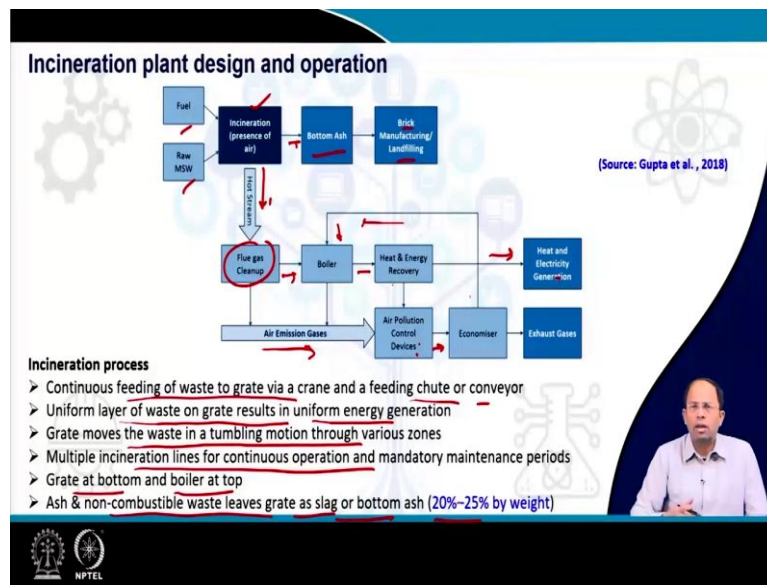 Incineration plant design and operation
Fuel
Raw
MSW
Incineration
(presence of
air)
Bottom Ash
Brick
Manufacturing/
Landfilling
(Source: Gupta et al. , 2018)
Hot Stream
Flue gas
Cleanup
Boiler
Heat & Energy
Recovery
Heat and
Electricity
Generation
Air Emission Gases
Air Pollution
Control
Devices
Economiser
Exhaust Gases
Incineration process
➢ Continuous feeding of waste to grate via a crane and a feeding chute or conveyor
➢ Uniform layer of waste on grate results in uniform energy generation
➢ Grate moves the waste in a tumbling motion through various zones
➢ Multiple incineration lines for continuous operation and mandatory maintenance periods
➢ Grate at bottom and boiler at top
➢ Ash & non-combustible waste leaves grate as slag or bottom ash (20%–25% by weight)
NPTEL